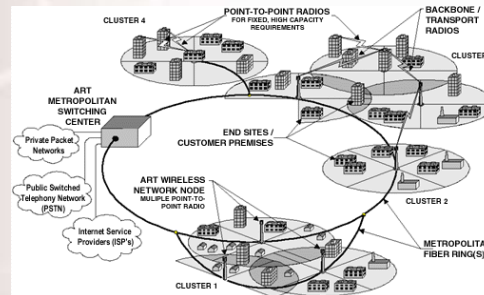 CLUSTER 4
POINT-TO-POINT RADIOS
FOR FIXED, HIGH CAPACITY
REQUIREMENTS
BACKBONE /
TRANSPORT
RADIOS
CLUSTER
ART
METROPOLITAN
SWITCHING
CENTER
Private Packet
Networks
Public Switched
Telephony Network
(PSTN)
Internet Service
Providers (ISP's)
END SITES /
CUSTOMER PREMISES
ART WIRELESS
NETWORK NODE
MULIPLE POINT-TO-
POINT RADIO
CLUSTER 2
METROPOLITA
FIBER RING(S)
CLUSTER 1